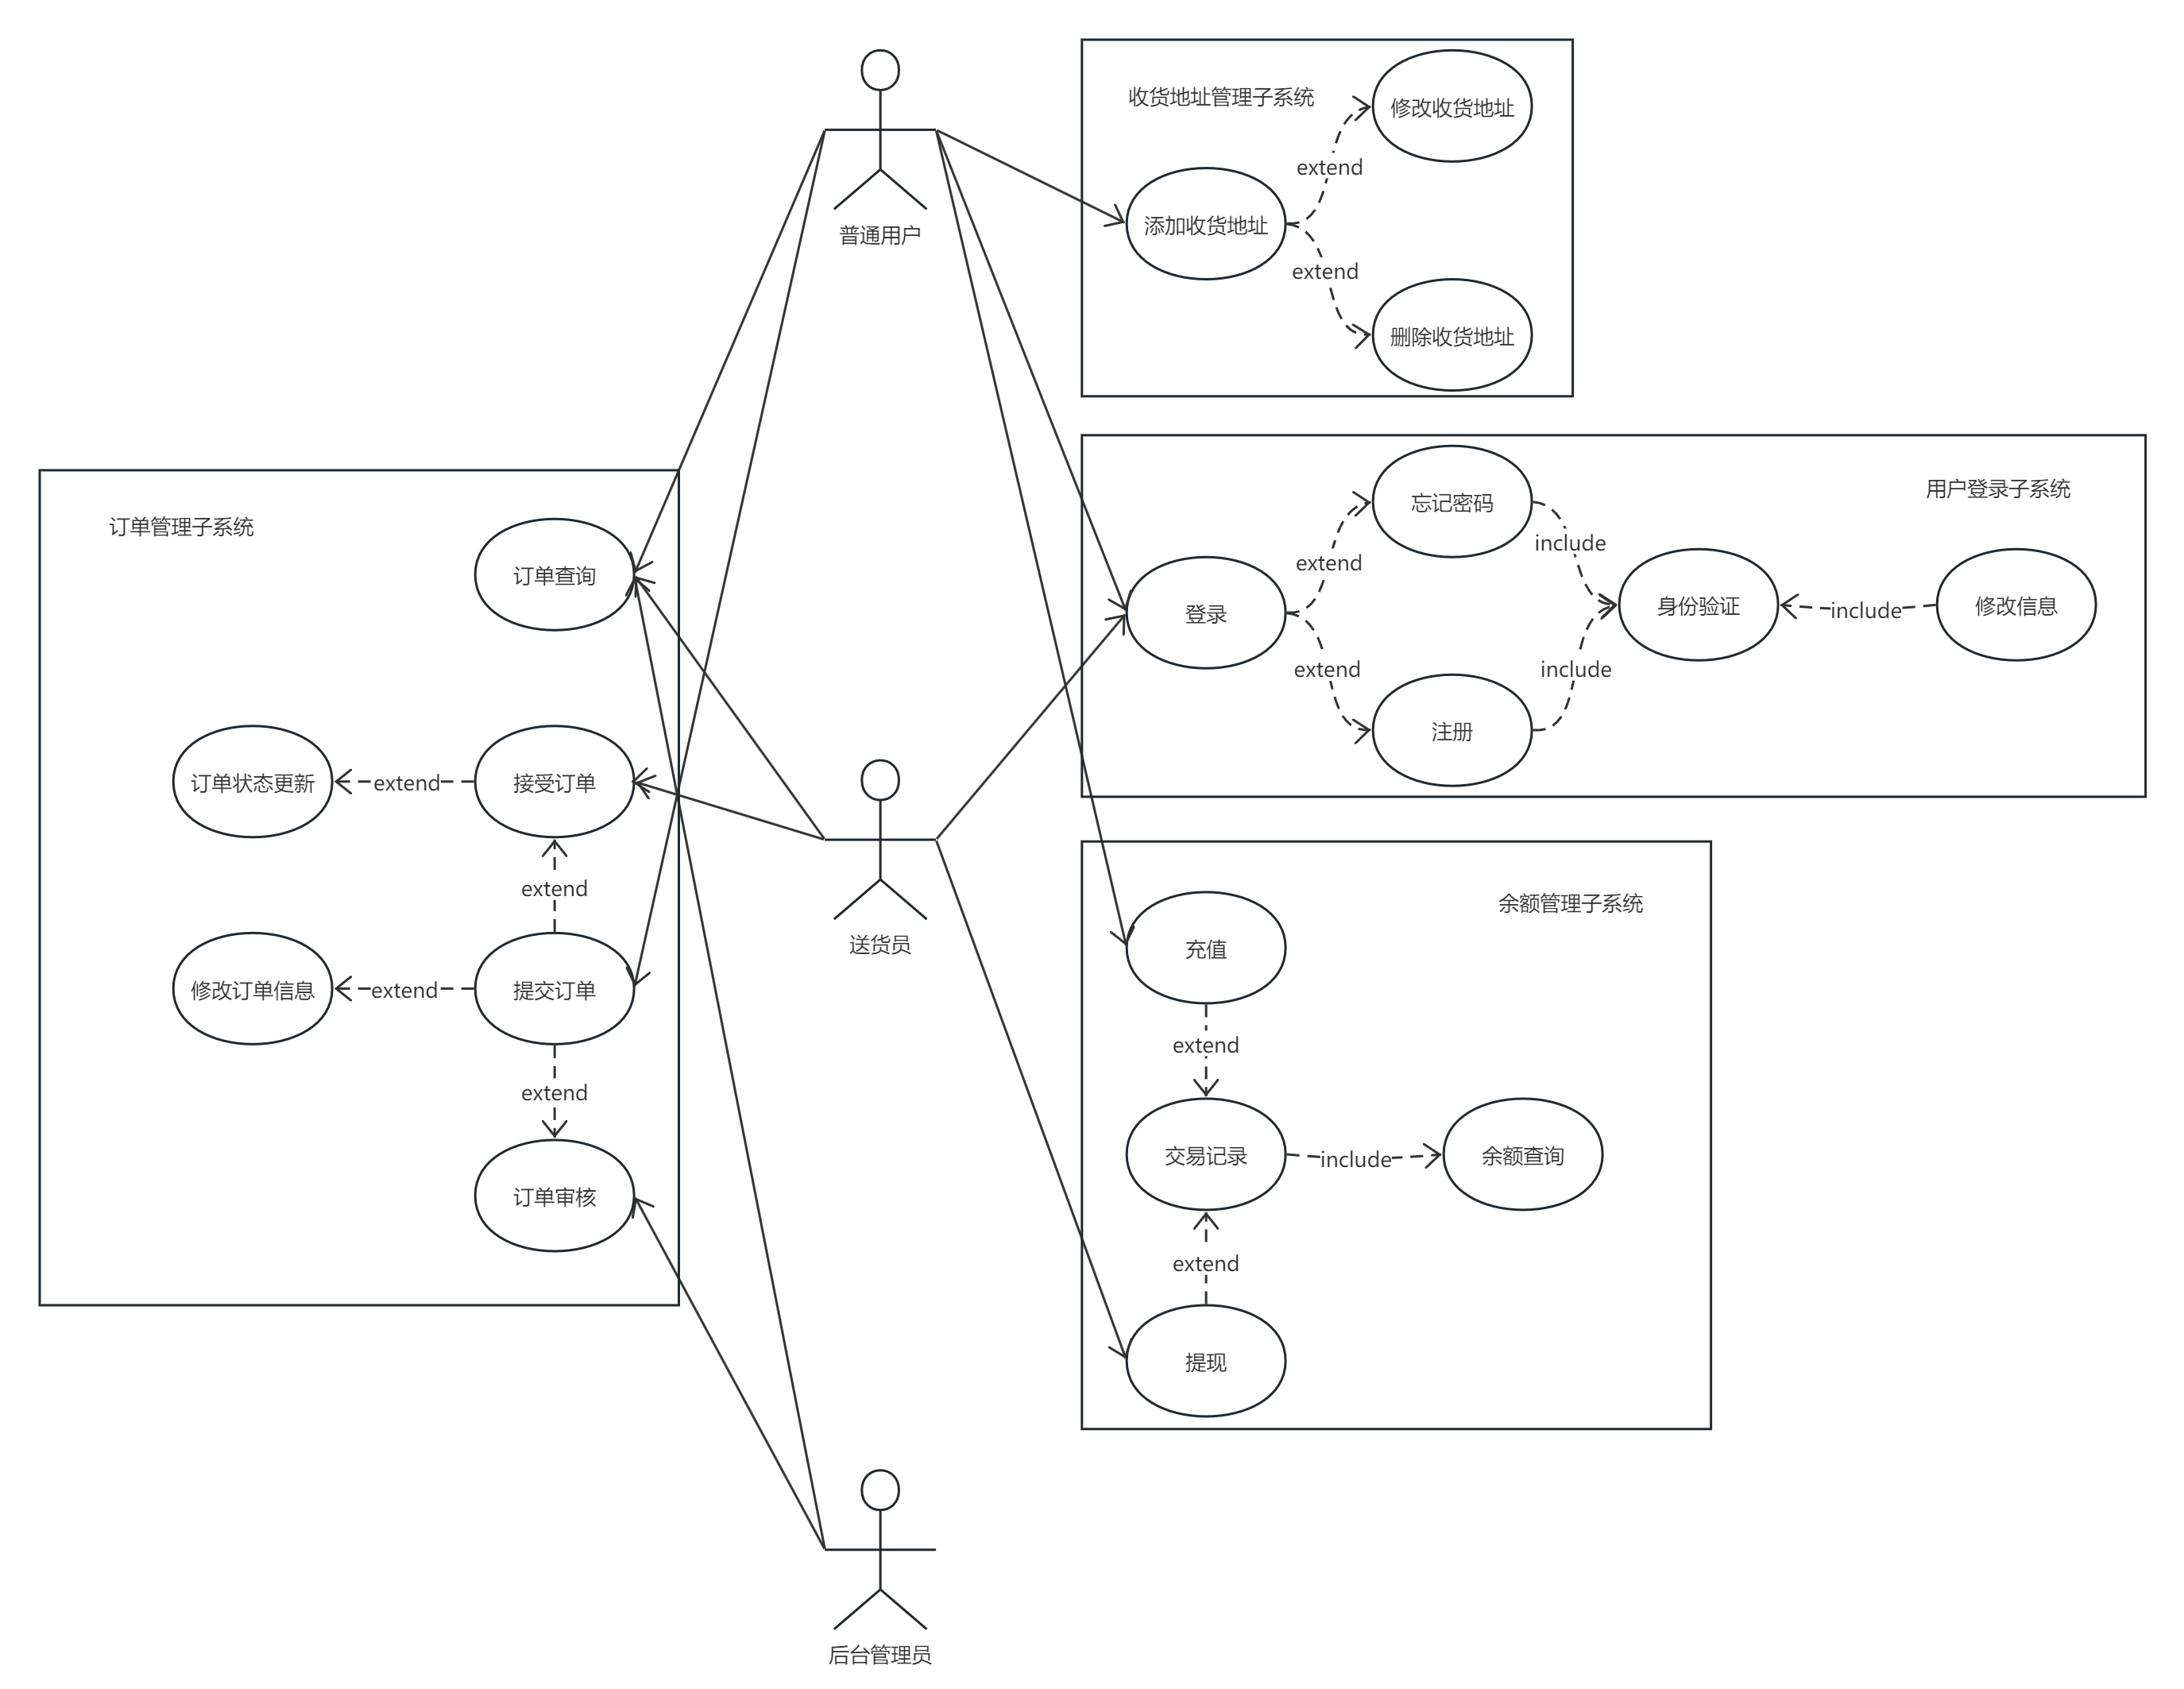 收货地址管理子系统
修改收货地址
extend
添加收货地址
普通用户
extend
删除收货地址
用户登录子系统
忘记密码
订单管理子系统
include
extend
订单查询
登录
身份验证
include
修改信息
extend
include
注册
订单状态更新
extend
接受订单
extend
送货员
余额管理子系统
充值
修改订单信息
extend
提交订单
extend
extend
订单审核
交易记录
include
余额查询
extend
提现
后台管理员